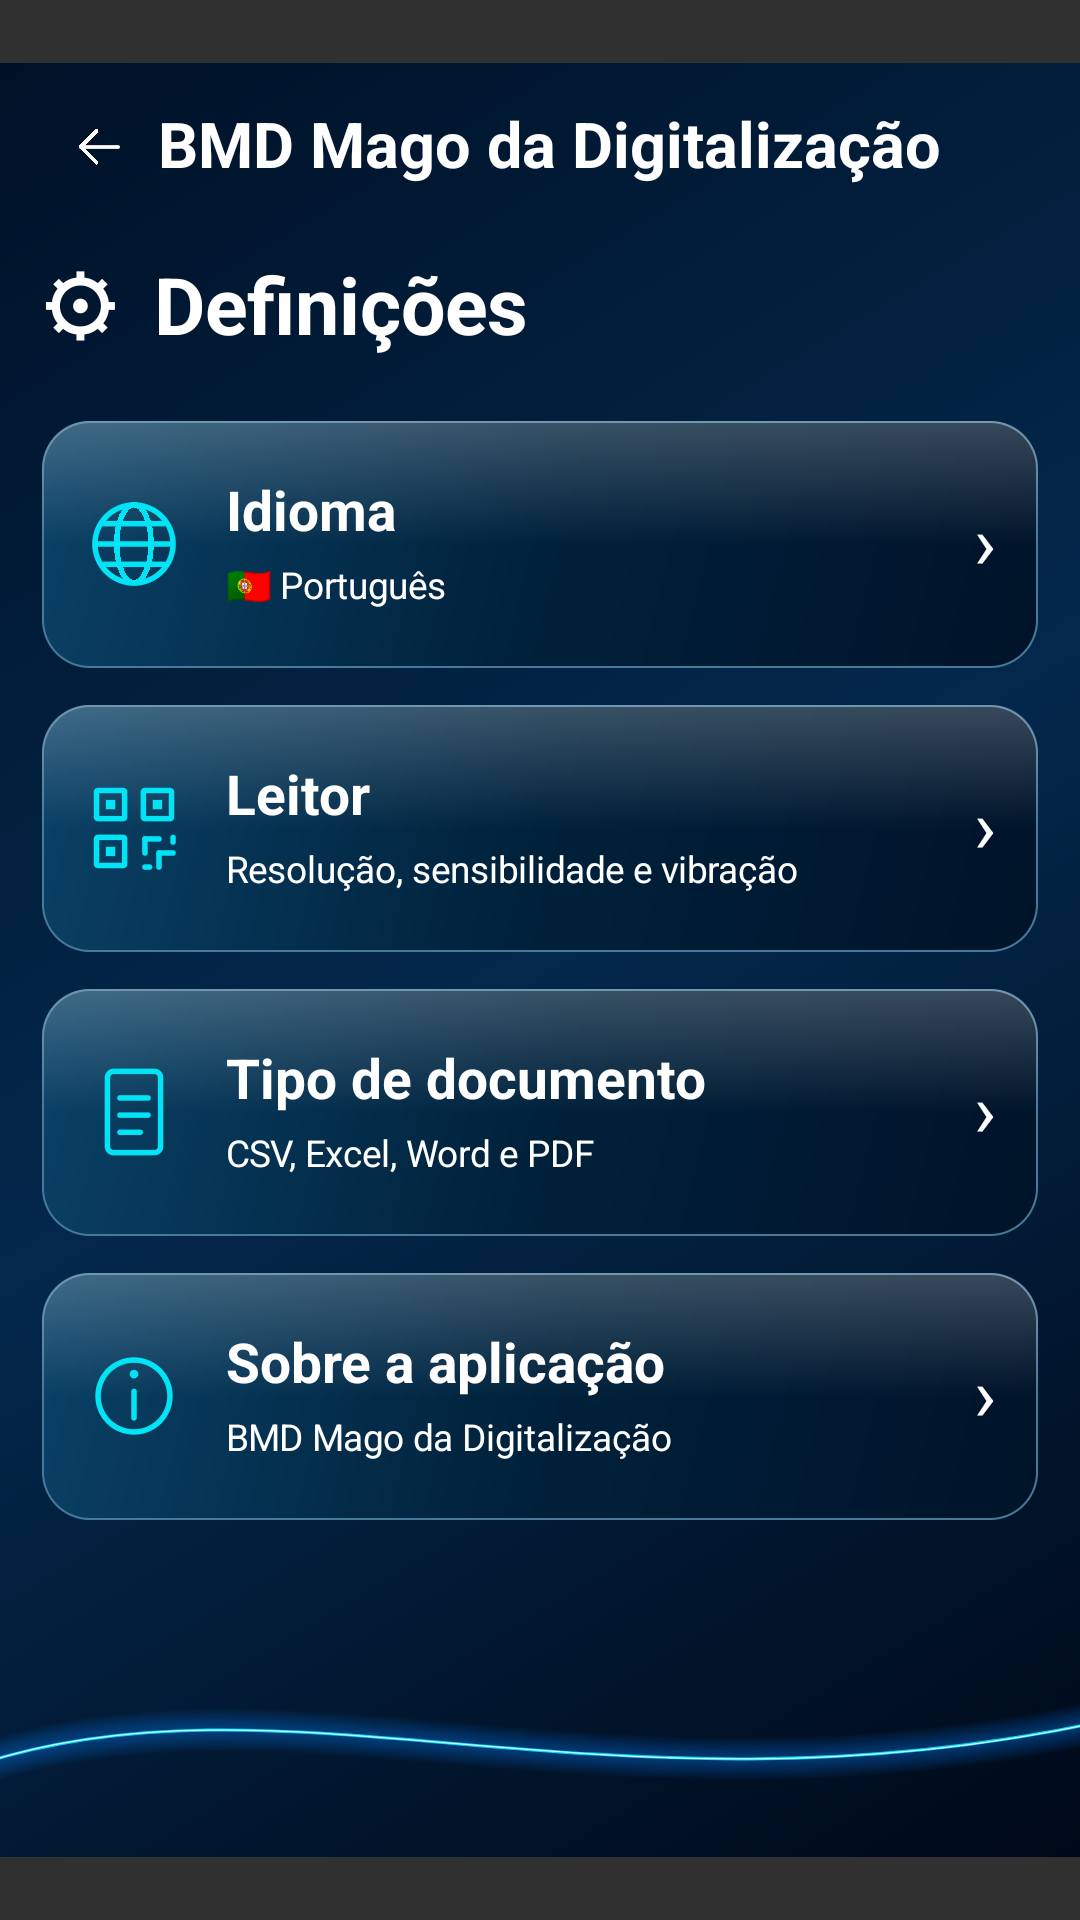 BMD Mago da Digitalização
Definições
Idioma
🇵🇹 Português
Leitor
Resolução, sensibilidade e vibração
Tipo de documento
CSV, Excel, Word e PDF
Sobre a aplicação
BMD Mago da Digitalização